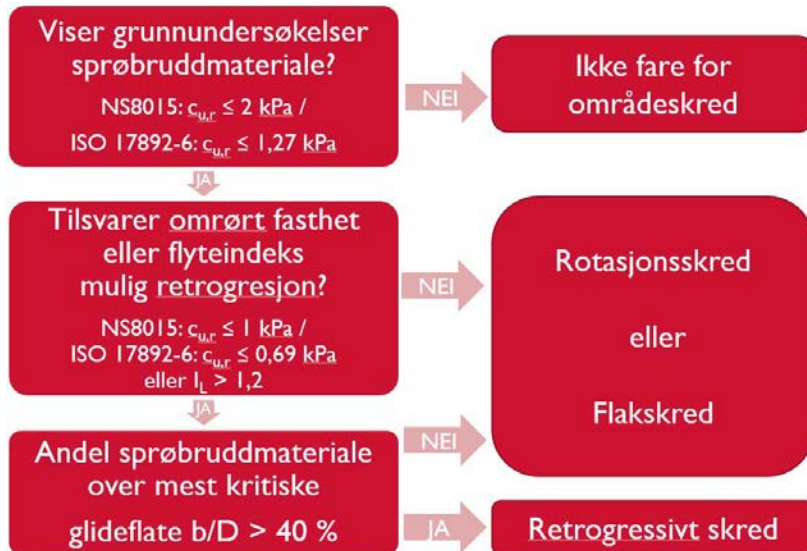 Viser grunnundersøkelser
sprøbruddmateriale?
NS8015: cu,r ≤ 2 kPa /
ISO 17892-6: cu,r ≤ 1,27 kPa
NEI
Ikke fare for
områdeskred
JA
Tilsvarer omrørt fasthet
eller flyteindeks
mulig retrogresjon?
NS8015: cu,r ≤ 1 kPa /
ISO 17892-6: cu,r ≤ 0,69 kPa
eller IL > 1,2
NEI
Rotasjonsskred
eller
Flakskred
JA
Andel sprøbruddmateriale
over mest kritiske
glideflate b/D > 40 %
NEI
JA
Retrogressivt skred